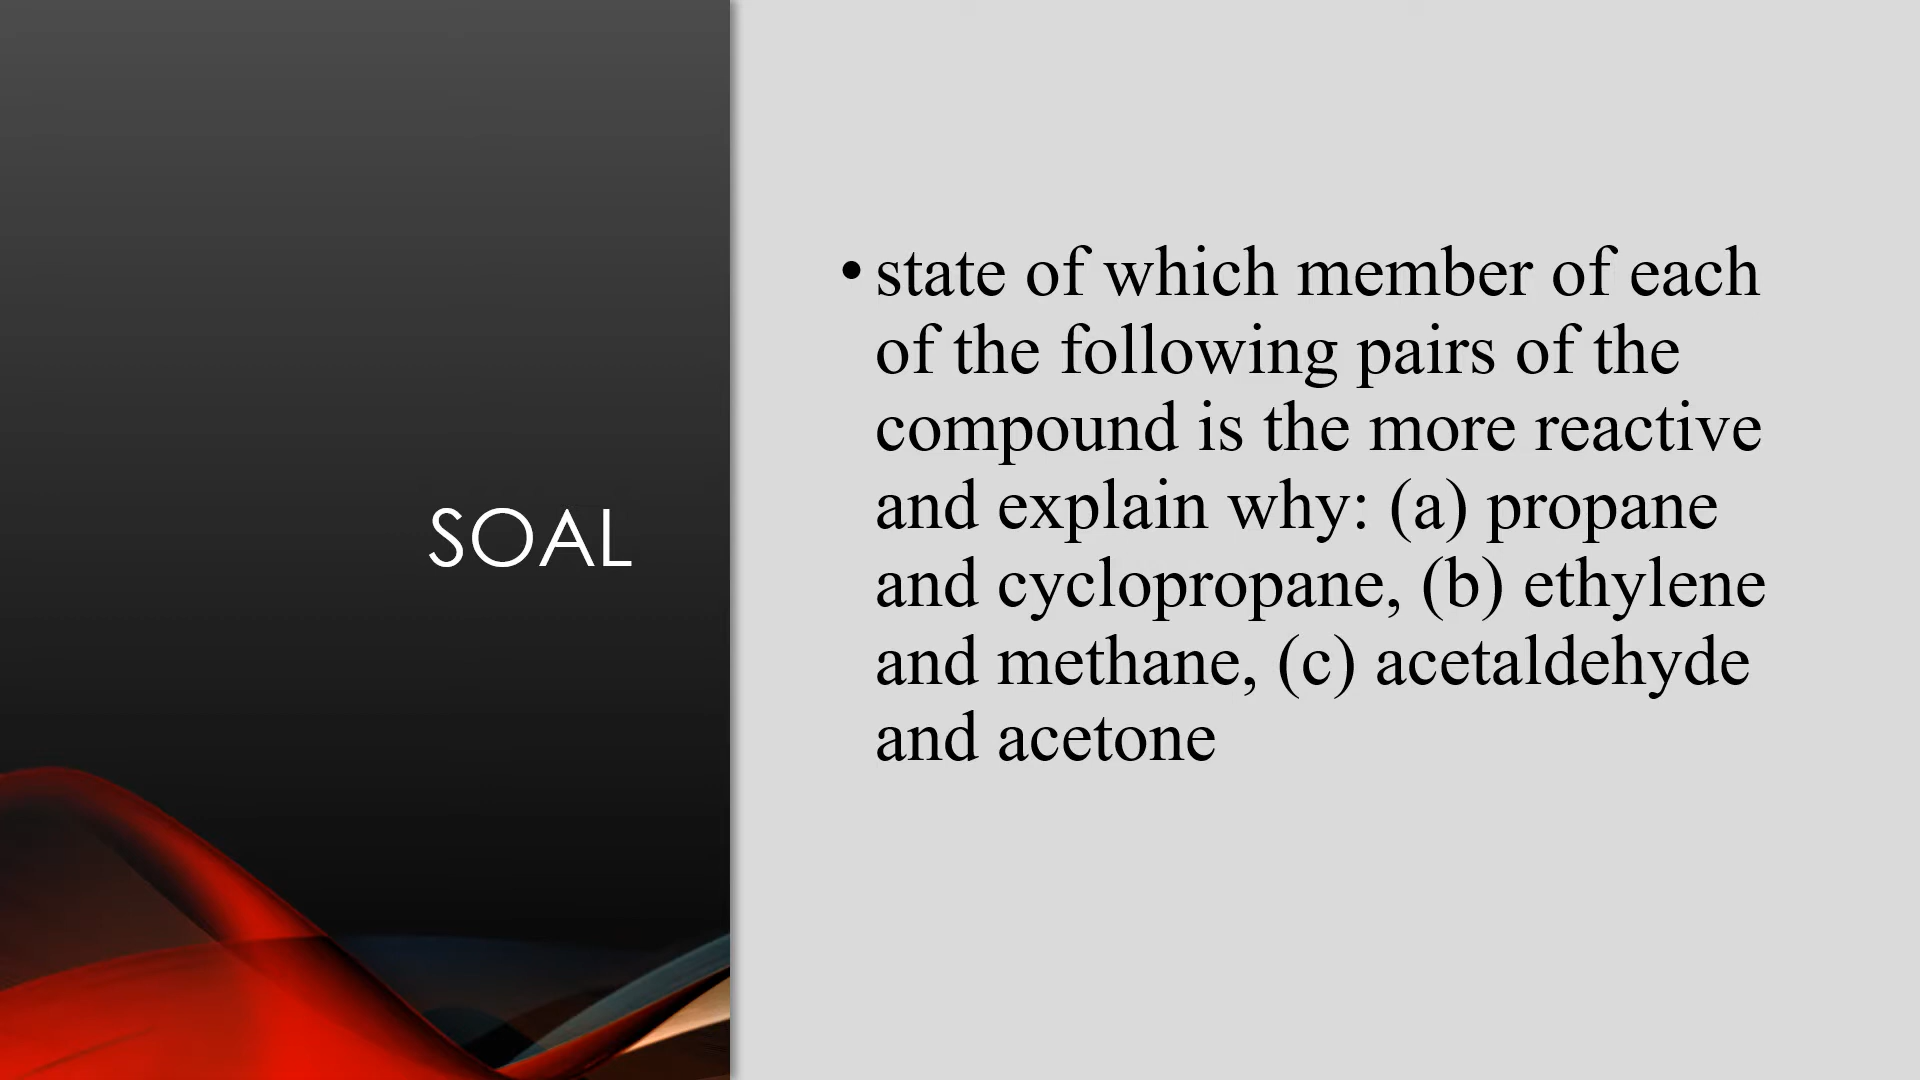 SOAL
• state of which member of each
of the following pairs of the
compound is the more reactive
and explain why: (a) propane
and cyclopropane, (b) ethylene
and methane, (c) acetaldehyde
and acetone